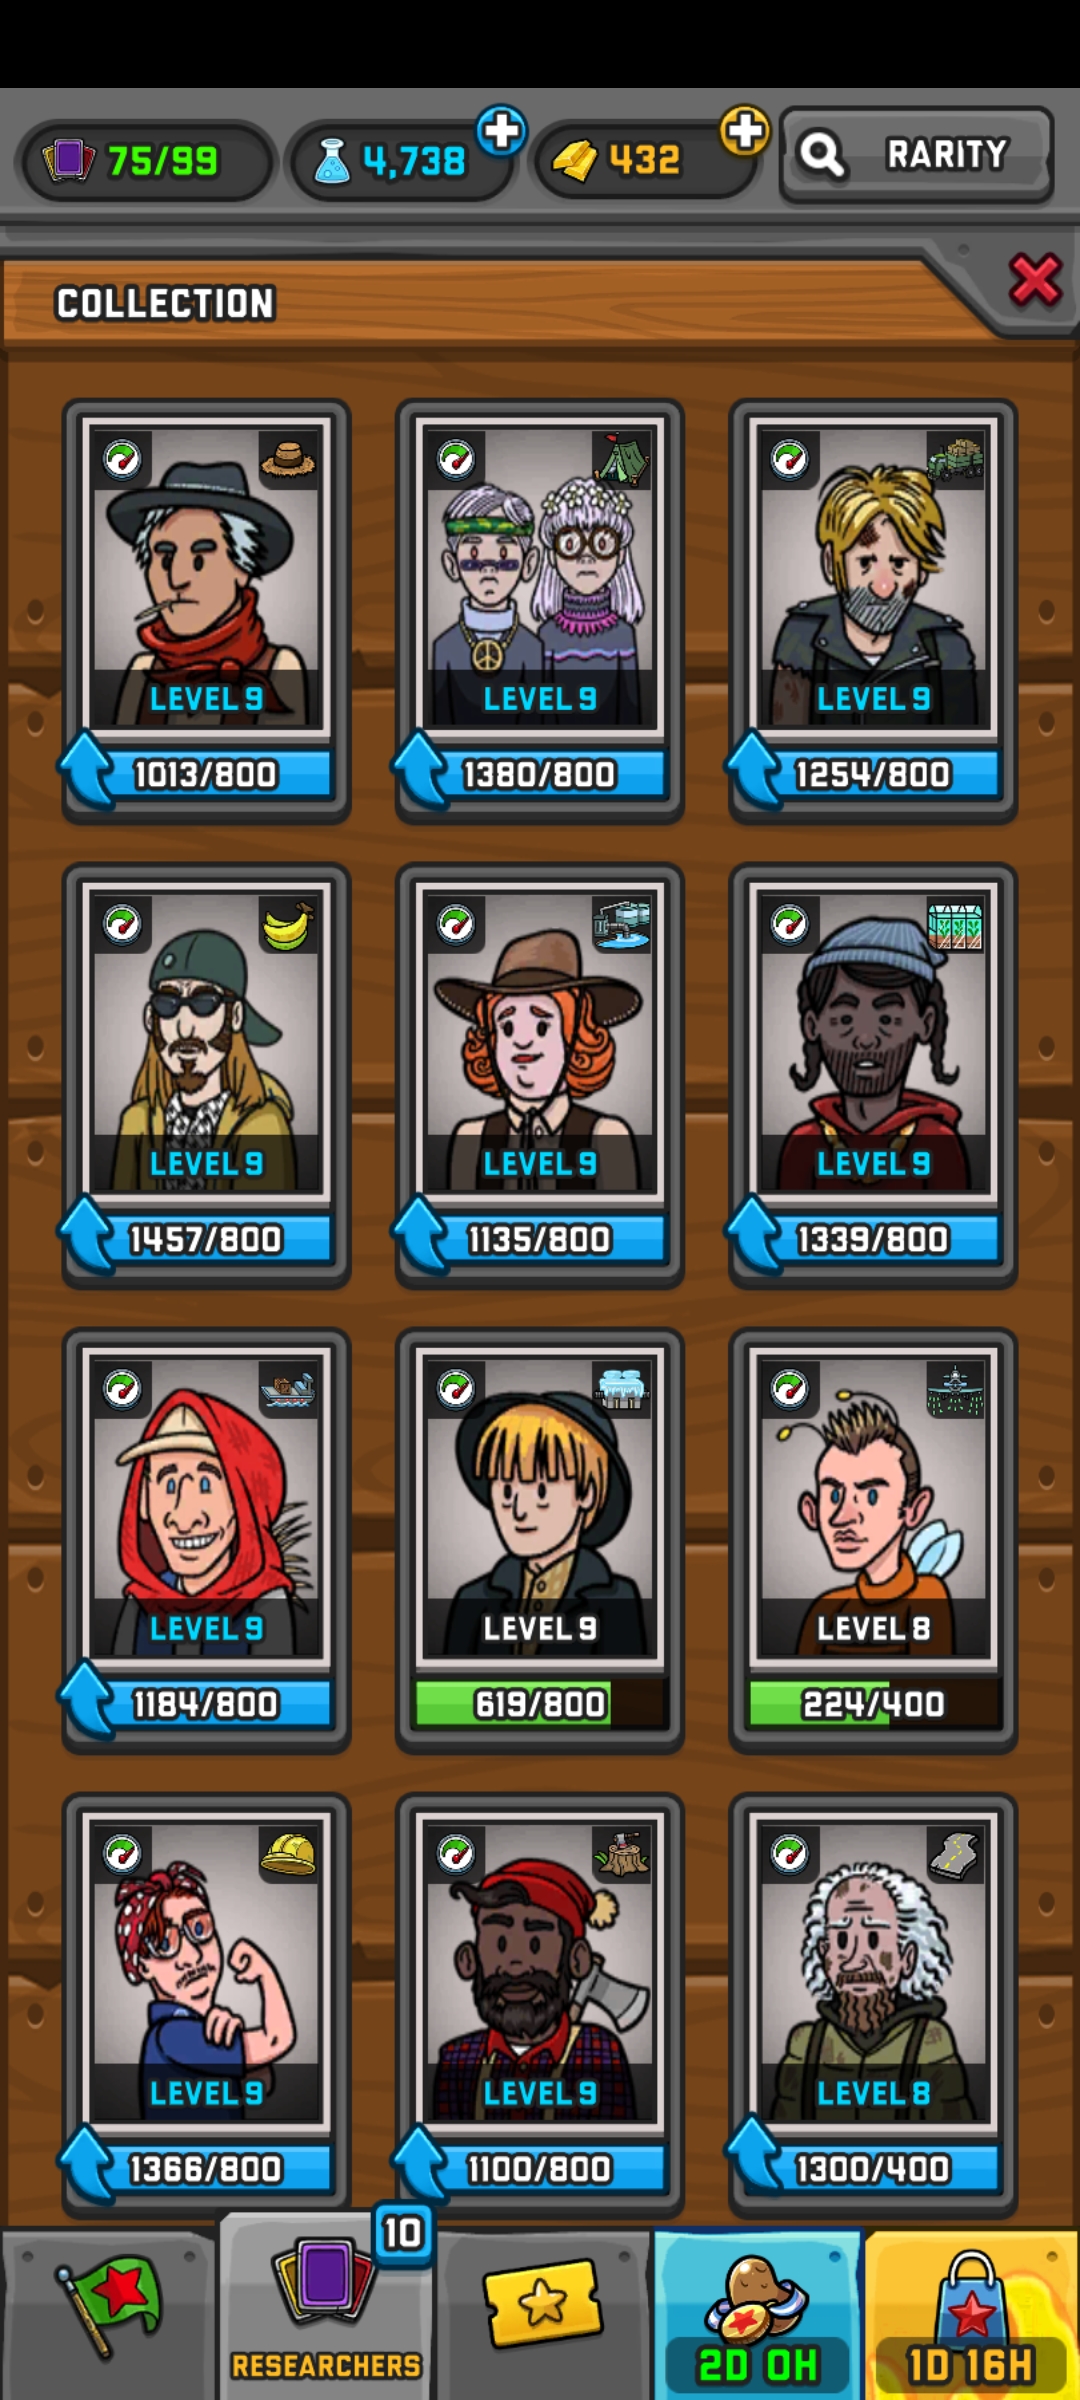 75/99
4,738
432
RARITY
COLLECTION
LEVEL 9
LEVEL 9
LEVEL 9
1013/800
1380/800
1254/800
LEVEL 9
LEVEL 9
LEVEL 9
1457/800
1135/800
1339/800
LEVEL 9
LEVEL 9
LEVEL 8
1184/800
619/800
224/400
LEVEL 9
LEVEL 9
LEVEL 8
1366/800
1100/800
1300/400
10
RESEARCHERS
2D 0H
1D 16H